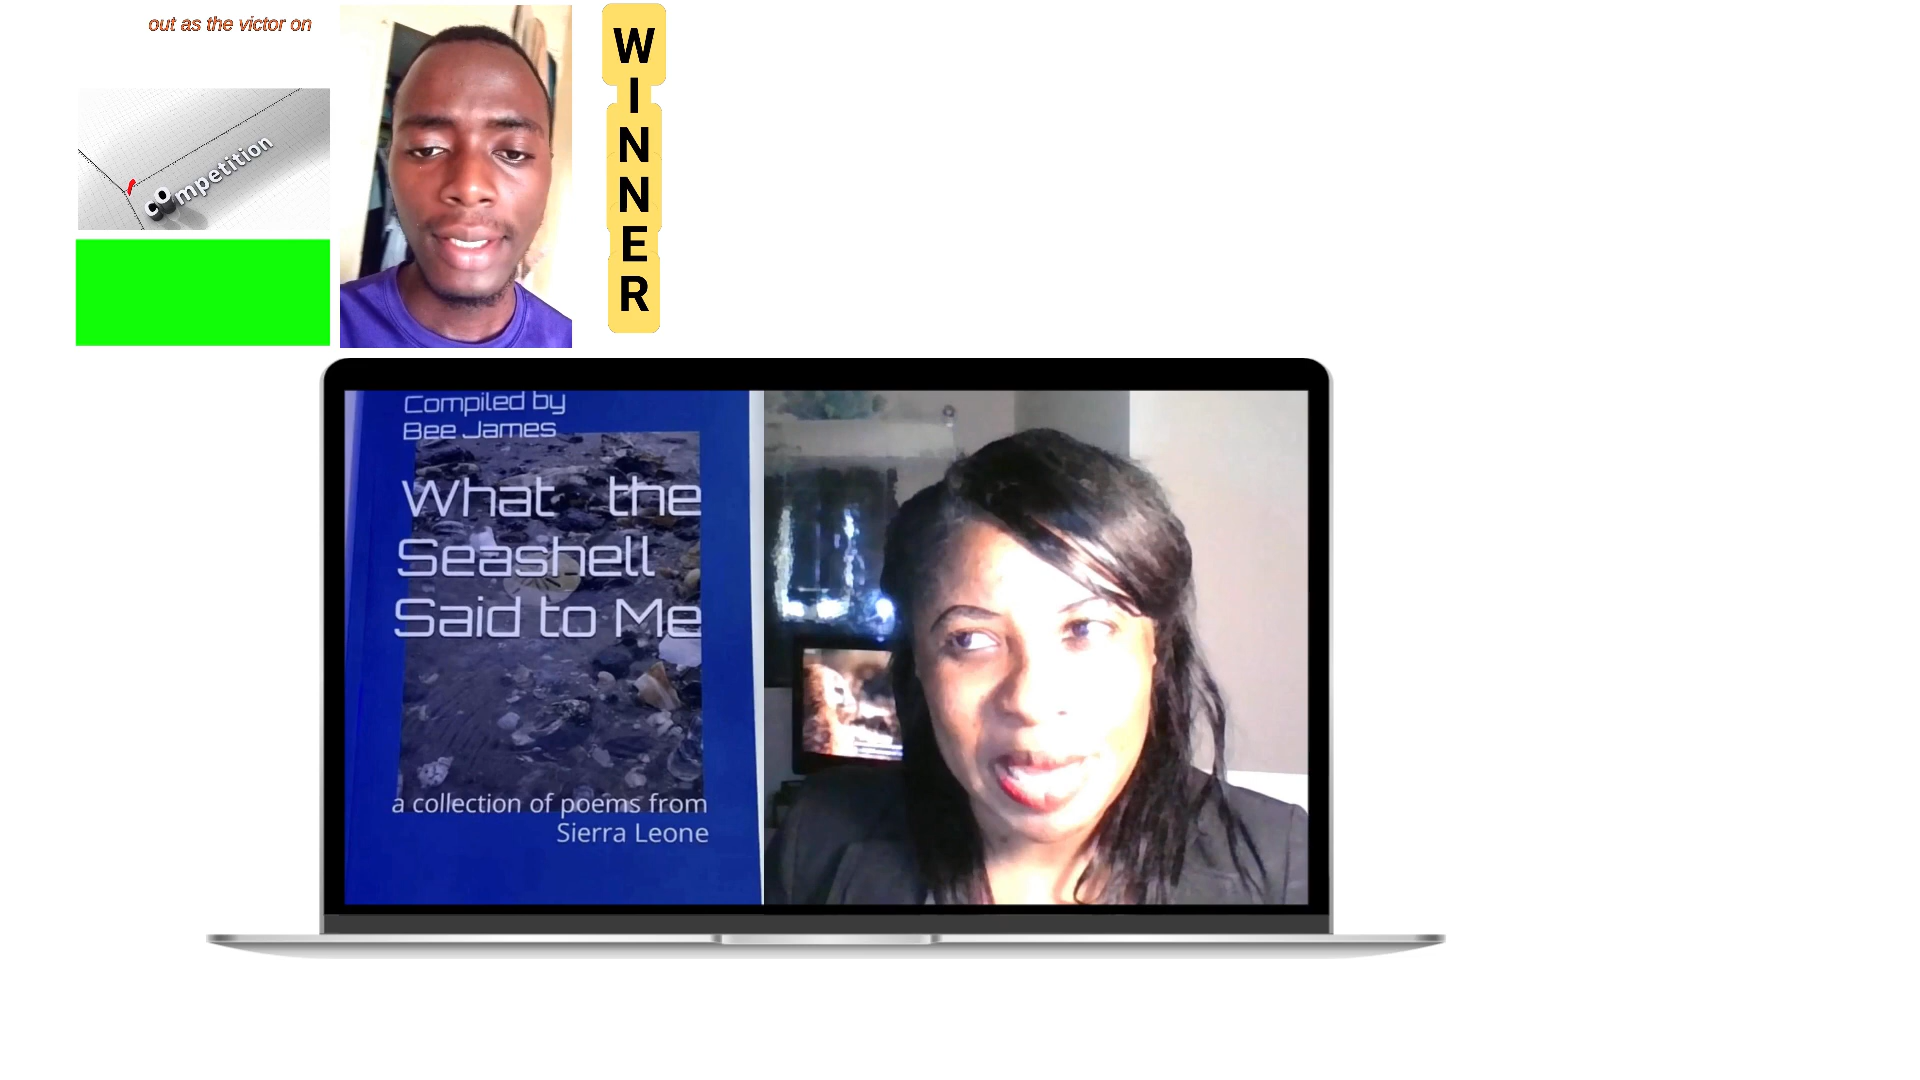 out as the victor on
competition
W
I
N
N
E
R
Compiled by
Bee James
What the
Seashell
Said to Me
a collection of poems from
Sierra Leone